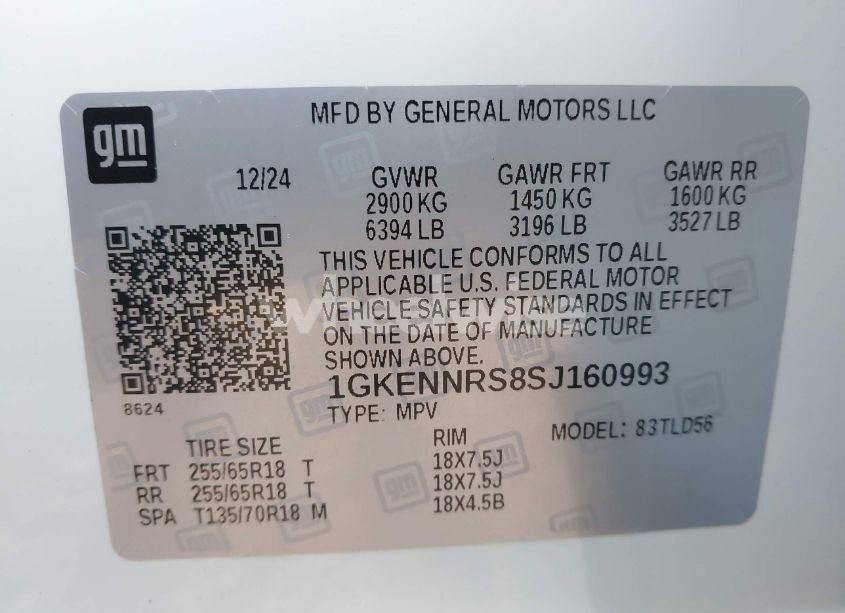 gm
MFD BY GENERAL MOTORS LLC
12/24 GVWR GAWR FRT GAWR RR
2900 KG 1450 KG 1600 KG
6394 LB 3196 LB 3527 LB
THIS VEHICLE CONFORMS TO ALL
APPLICABLE U.S. FEDERAL MOTOR
VEHICLE SAFETY STANDARDS IN EFFECT
ON THE DATE OF MANUFACTURE
SHOWN ABOVE.
1GKENNRS8SJ160993
8624
TYPE: MPV
MODEL: 83TLD56
TIRE SIZE RIM
FRT 255/65R18 T 18X7.5J
RR 255/65R18 T 18X7.5J
SPA T135/70R18 M 18X4.5B